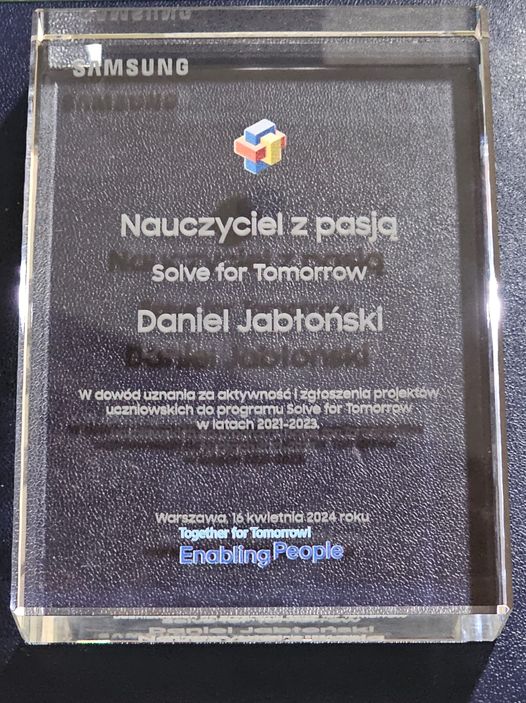 SAMSUNG
Nauczyciel z pasją
Solve for Tomorrow
Daniel Jabłoński
W dowód uznania za aktywność i zgłoszenia projektów
uczniowskich do programu Solve for Tomorrow
w latach 2021-2023.
Warszawa, 16 kwietnia 2024 roku
Together for Tomorrow!
Enabling People